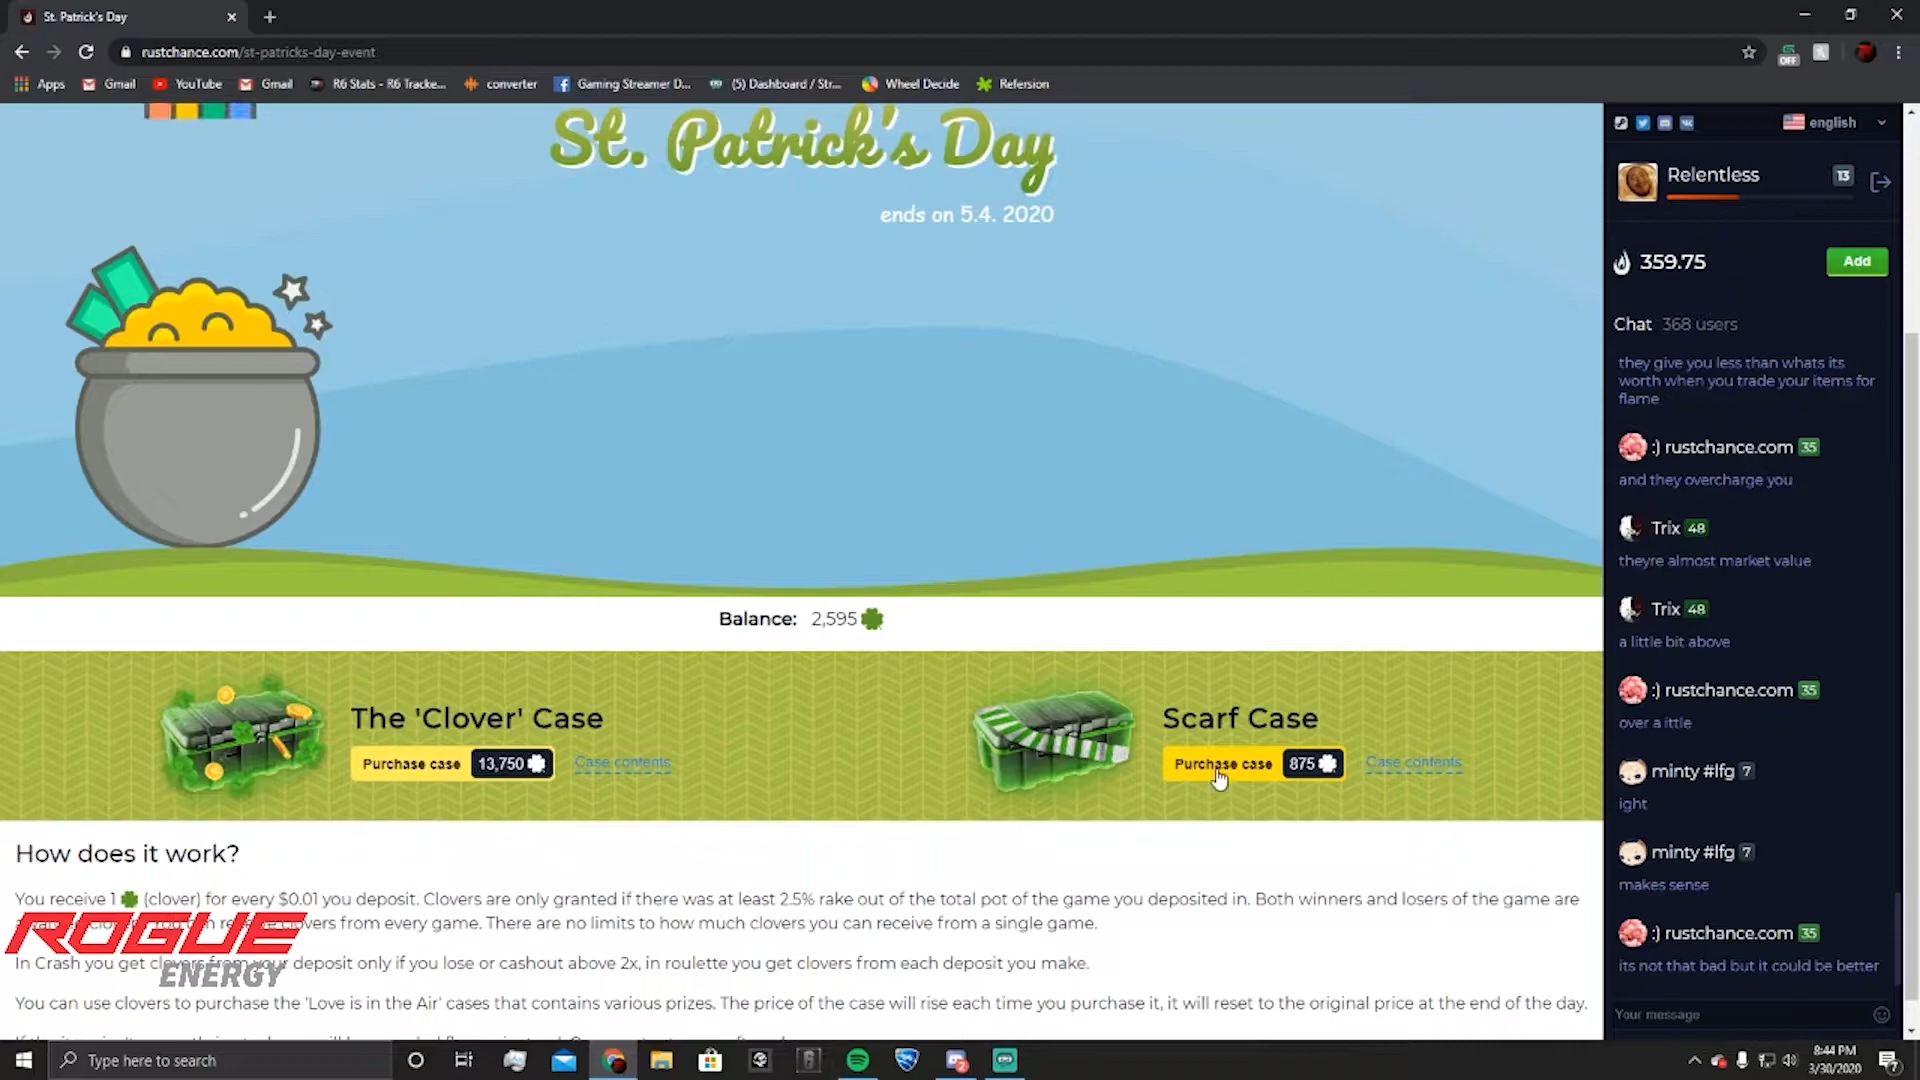 St. Patrick's Day
rustchance.com/st-patricks-day-event
OFF
Apps
Gmail
YouTube
Gmail
R6 Stats - R6 Tracke...
converter
Gaming Streamer D...
(5) Dashboard / Str...
Wheel Decide
Refersion
St. Patrick's Day
ends on 5.4. 2020
Balance: 2,595
The 'Clover' Case
Purchase case 13,750
Case contents
Scarf Case
Purchase case 875
Case contents
How does it work?
You receive 1 (clover) for every $0.01 you deposit. Clovers are only granted if there was at least 2.5% rake out of the total pot of the game you deposited in. Both winners and losers of the game are
clovers from every game. There are no limits to how much clovers you can receive from a single game.
In Crash you get clovers from your deposit only if you lose or cashout above 2x, in roulette you get clovers from each deposit you make.
You can use clovers to purchase the 'Love is in the Air' cases that contains various prizes. The price of the case will rise each time you purchase it, it will reset to the original price at the end of the day.
ROGUE
ENERGY
english
Relentless
13
359.75
Add
Chat 368 users
they give you less than whats its
worth when you trade your items for
flame
:) rustchance.com 35
and they overcharge you
Trix 48
theyre almost market value
Trix 48
a little bit above
:) rustchance.com 35
over a ittle
minty #lfg 7
ight
minty #lfg 7
makes sense
:) rustchance.com 35
its not that bad but it could be better
Your message
Type here to search
8:44 PM
3/30/2020